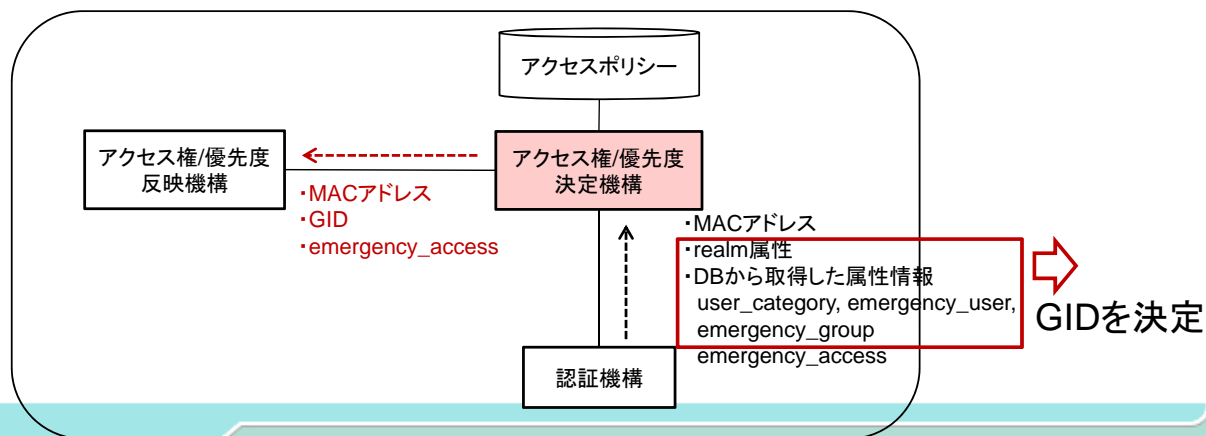 アクセスポリシー
アクセス権/優先度
反映機構
アクセス権/優先度
決定機構
・MACアドレス
・GID
・emergency_access
・MACアドレス
・realm属性
・DBから取得した属性情報
user_category, emergency_user,
emergency_group
emergency_access
GIDを決定
認証機構